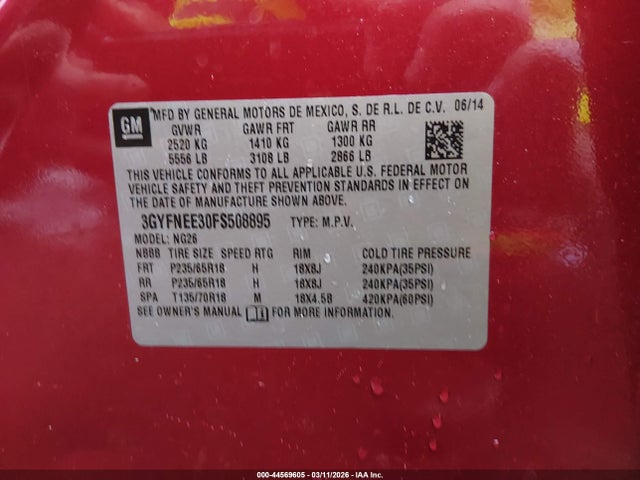 GM
MFD BY GENERAL MOTORS DE MEXICO, S. DE R.L. DE C.V. 06/14
GVWR GAWR FRT GAWR RR
2520 KG 1410 KG 1300 KG
5556 LB 3108 LB 2866 LB
THIS VEHICLE CONFORMS TO ALL APPLICABLE U.S. FEDERAL MOTOR
VEHICLE SAFETY AND THEFT PREVENTION STANDARDS IN EFFECT ON
THE DATE OF MANUFACTURE SHOWN ABOVE.
3GYFNEE30FS508895 TYPE: M.P.V.
MODEL: NG26
NBBB TIRE SIZE SPEED RTG RIM COLD TIRE PRESSURE
FRT P235/65R18 H 18X8J 240KPA(35PSI)
RR P235/65R18 H 18X8J 240KPA(35PSI)
SPA T135/70R18 M 18X4.5B 420KPA(60PSI)
SEE OWNER'S MANUAL FOR MORE INFORMATION.
000-44569605 - 03/11/2026 - IAAI.COM